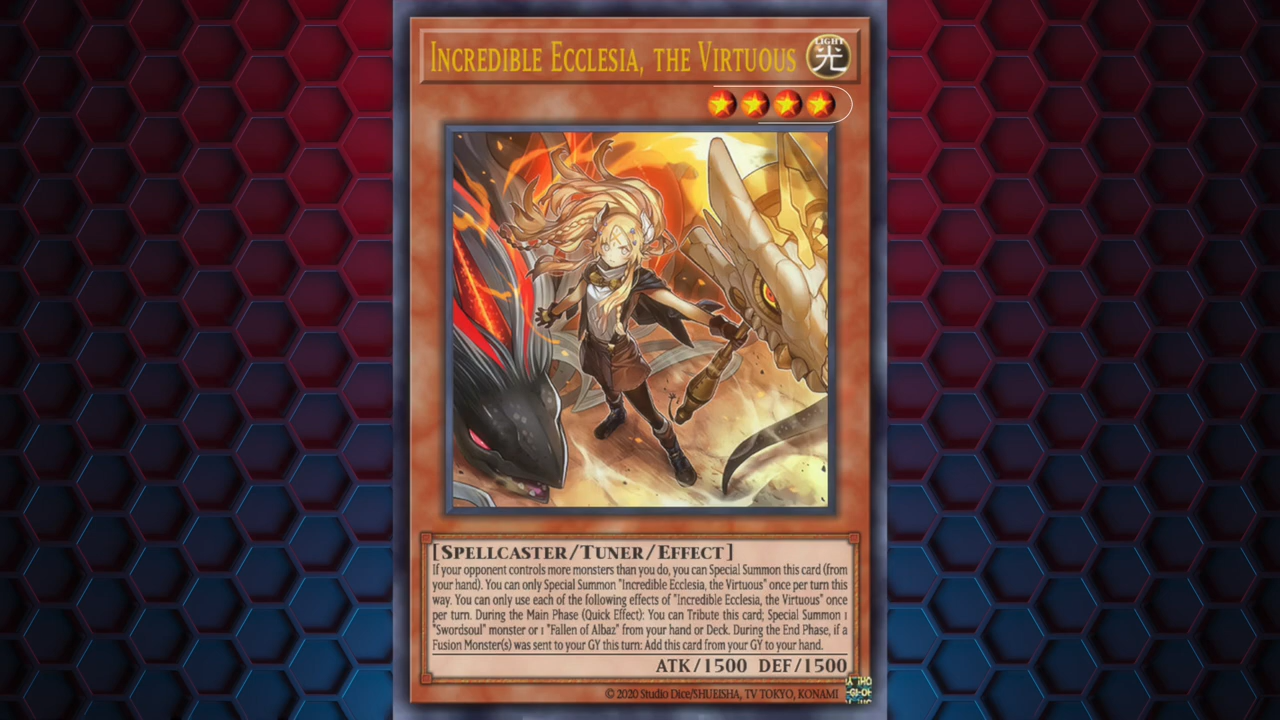 INCREDIBLE ECCLESIA, THE VIRTUOUS
LIGHT
光
[SPELLCASTER/TUNER/EFFECT]
If your opponent controls more monsters than you do, you can Special Summon this card (from
your hand). You can only Special Summon "Incredible Ecclesia, the Virtuous" once per turn this
way. You can only use each of the following effects of "Incredible Ecclesia, the Virtuous" once
per turn. During the Main Phase (Quick Effect): You can Tribute this card; Special Summon 1
"Swordsoul" monster or 1 "Fallen of Albaz" from your hand or Deck. During the End Phase, if a
Fusion Monster(s) was sent to your GY this turn: Add this card from your GY to your hand.
ATK/1500 DEF/1500
© 2020 Studio Dice/SHUEISHA, TV TOKYO, KONAMI